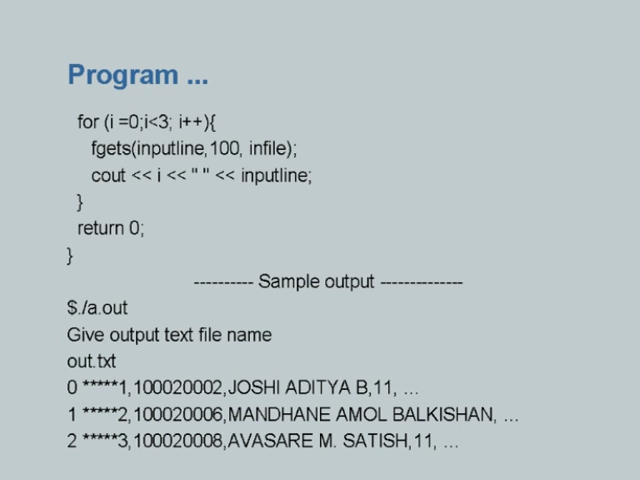 Program ...
for (i =0;i<3; i++){
fgets(inputline,100, infile);
cout << i << " " << inputline;
}
return 0;
}
---------- Sample output --------------
$./a.out
Give output text file name
out.txt
0 *****1,100020002,JOSHI ADITYA B,11, ...
1 *****2,100020006,MANDHANE AMOL BALKISHAN, ...
2 *****3,100020008,AVASARE M. SATISH,11, ...